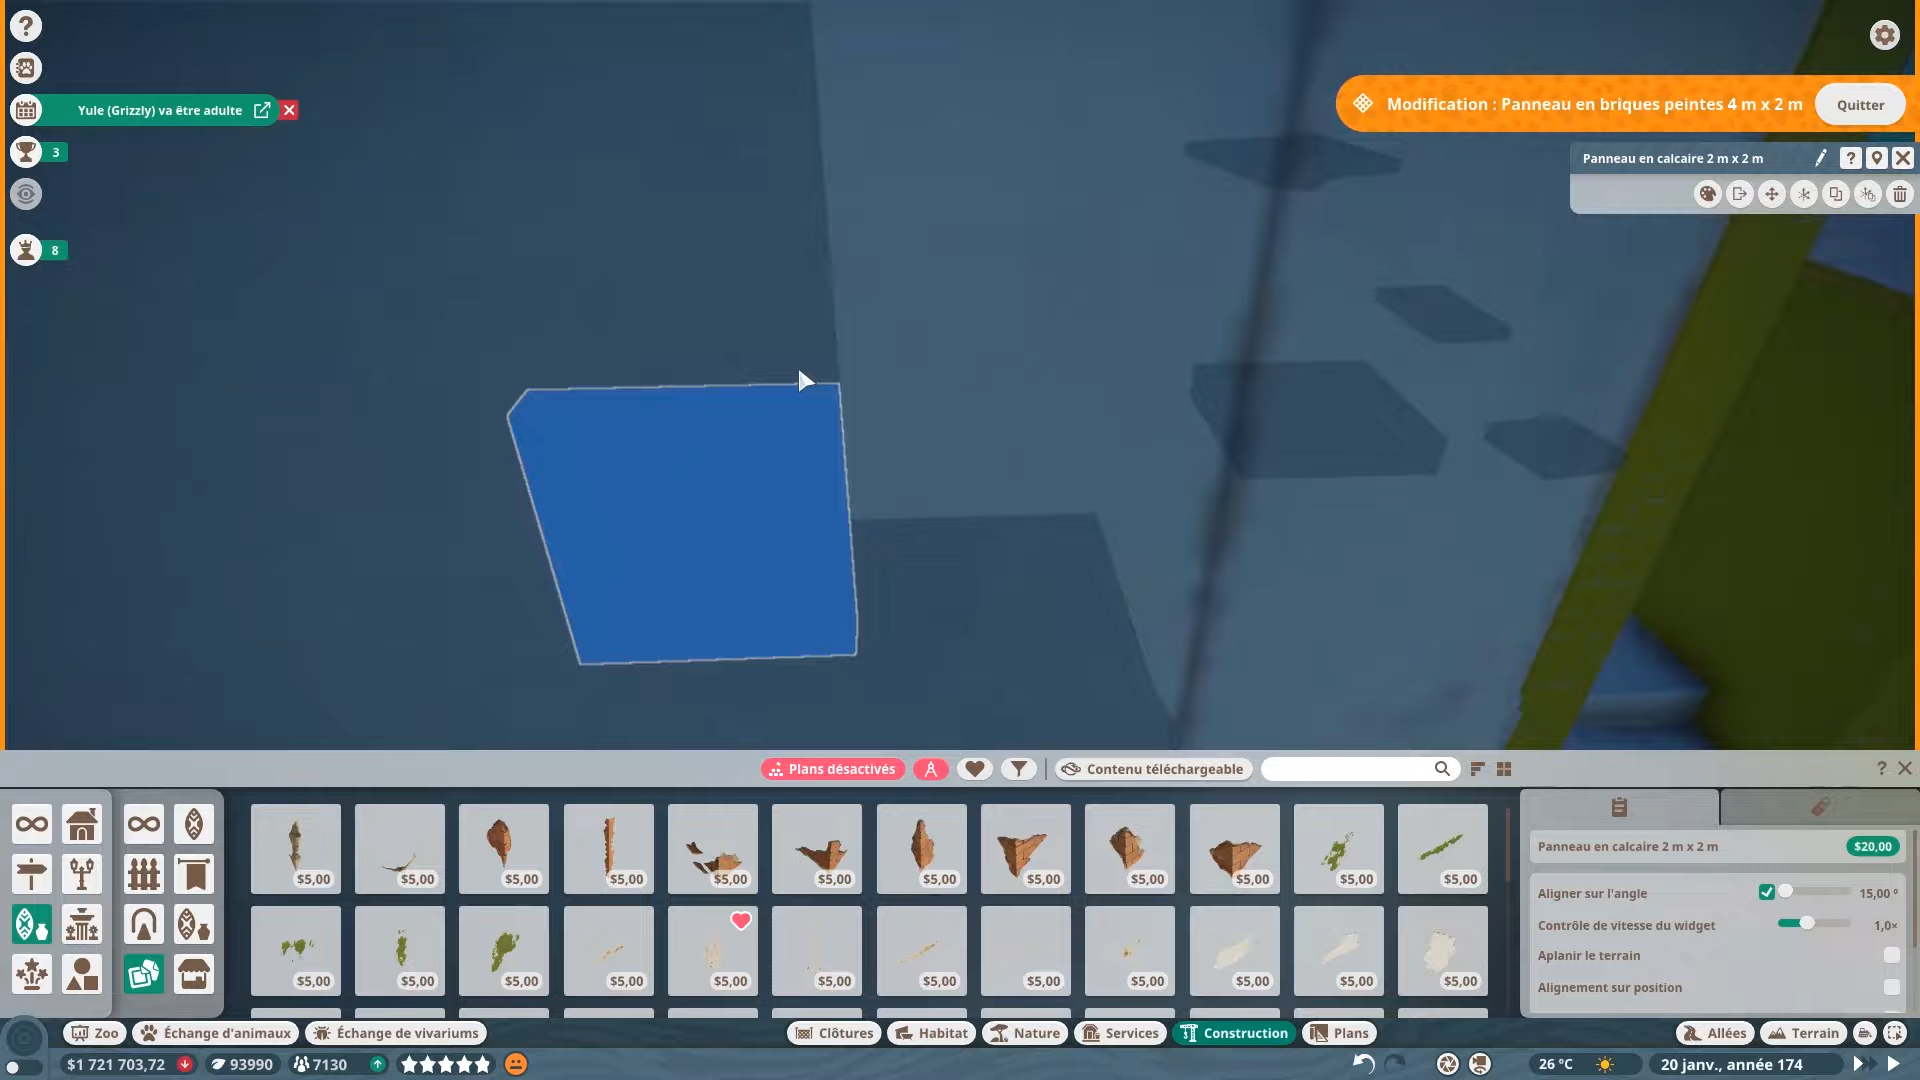 Yule (Grizzly) va être adulte
3
8
Modification : Panneau en briques peintes 4 m x 2 m
Quitter
Panneau en calcaire 2 m x 2 m
?
Plans désactivés
Contenu téléchargeable
?
$5,00 $5,00 $5,00 $5,00 $5,00 $5,00 $5,00 $5,00 $5,00 $5,00 $5,00 $5,00
$5,00 $5,00 $5,00 $5,00 $5,00 $5,00 $5,00 $5,00 $5,00 $5,00 $5,00 $5,00
Panneau en calcaire 2 m x 2 m $20,00
Aligner sur l'angle 15,00 °
Contrôle de vitesse du widget 1,0×
Aplanir le terrain
Alignement sur position
Zoo Échange d'animaux Échange de vivariums Clôtures Habitat Nature Services Construction Plans Allées Terrain
$1 721 703,72 93990 7130 26 °C 20 janv., année 174